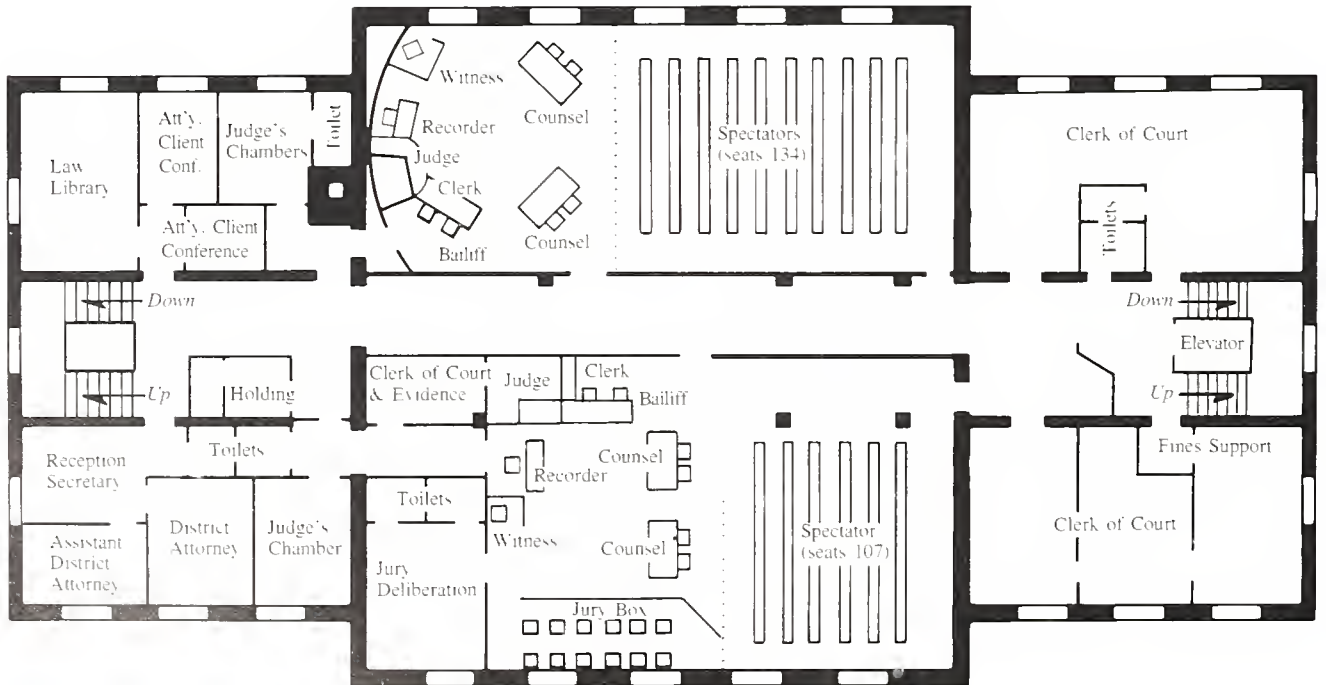 Law
Library
Att'y.
Client
Conf.
Judge's
Chambers
Toilet
Att'y. Client
Conference
Witness
Recorder
Judge
Clerk
Bailiff
Counsel
Counsel
Spectators
(seats 134)
Clerk of Court
Toilets
Down
Up
Holding
Down
Elevator
Up
Clerk of Court
& Evidence
Judge
Clerk
Bailiff
Recorder
Counsel
Witness
Counsel
Spectator
(seats 107)
Jury Box
Toilets
Jury
Deliberation
Reception
Secretary
Toilets
Assistant
District
Attorney
District
Attorney
Judge's
Chamber
Fines Support
Clerk of Court